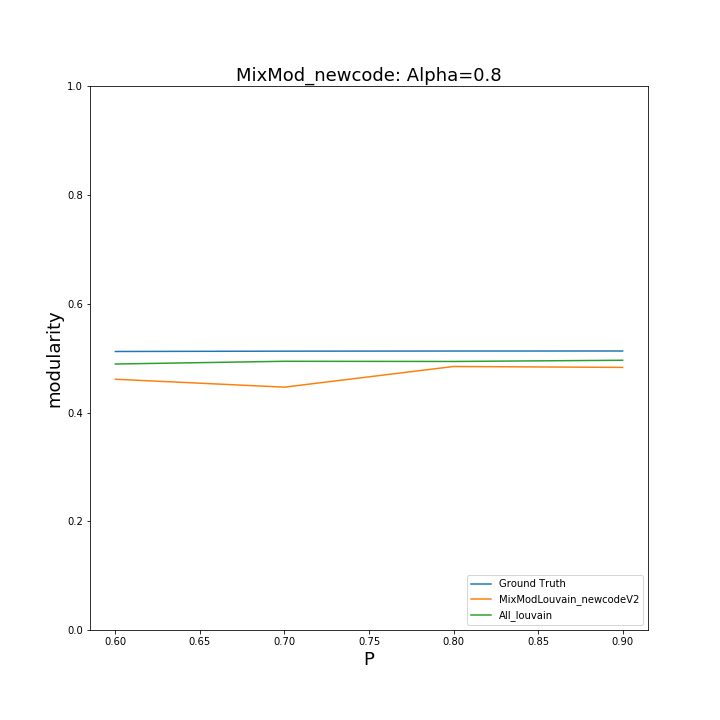 MixMod_newcode: Alpha=0.8
1.0
0.8
0.6
0.4
0.2
0.0
modularity
0.60
0.65
0.70
0.75
0.80
0.85
0.90
P
Ground Truth
MixModLouvain_newcodeV2
All_louvain